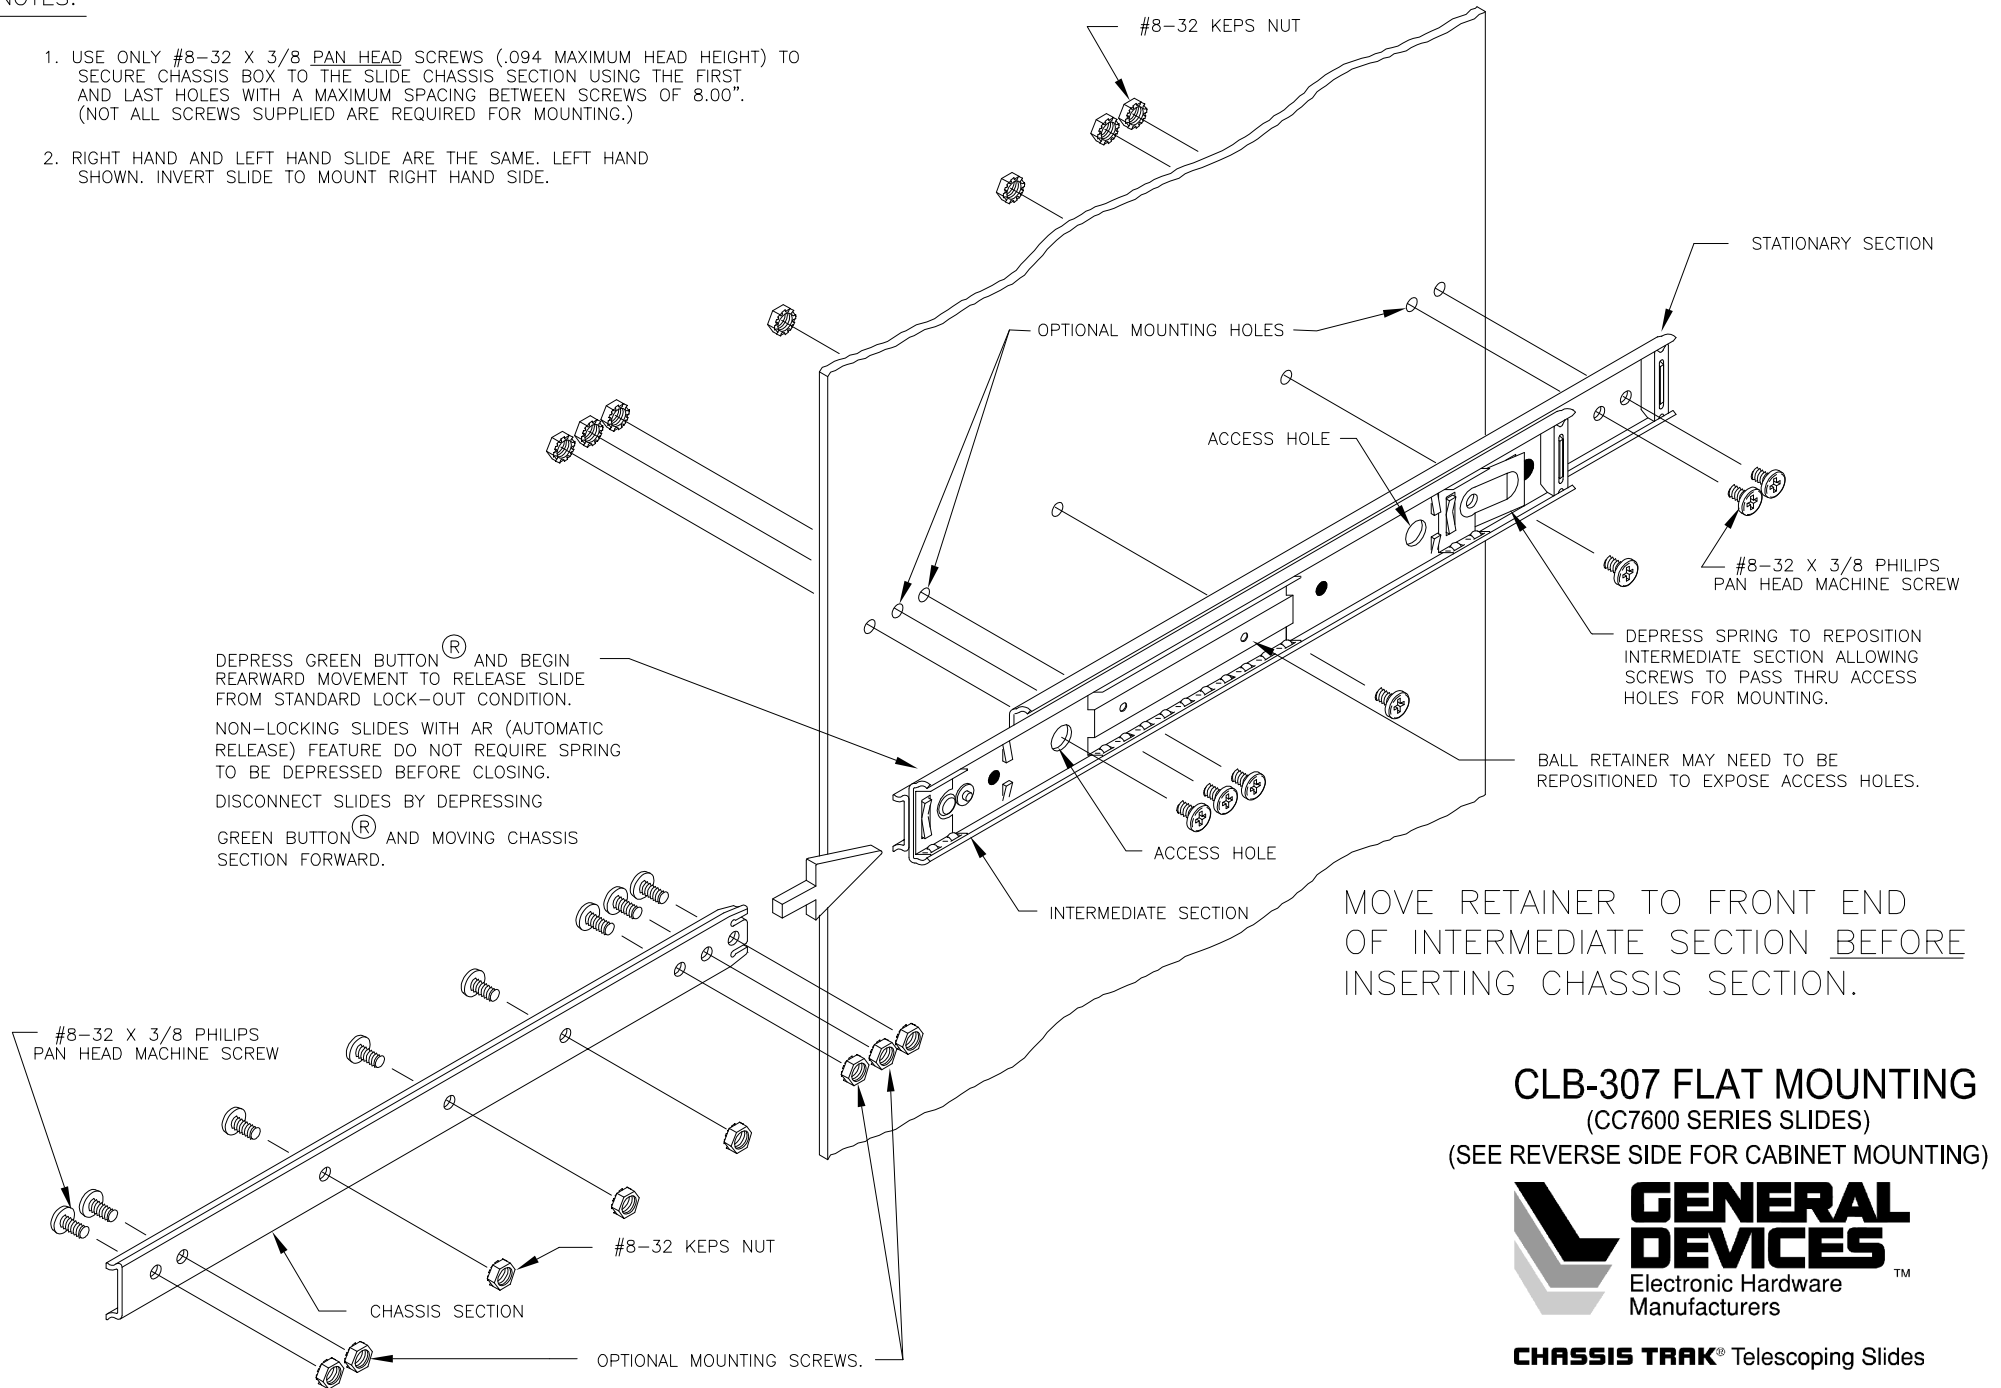 NOTES:
1. USE ONLY #8-32 X 3/8 PAN HEAD SCREWS (.094 MAXIMUM HEAD HEIGHT) TO
SECURE CHASSIS BOX TO THE SLIDE CHASSIS SECTION USING THE FIRST
AND LAST HOLES WITH A MAXIMUM SPACING BETWEEN SCREWS OF 8.00”.
(NOT ALL SCREWS SUPPLIED ARE REQUIRED FOR MOUNTING.)
2. RIGHT HAND AND LEFT HAND SLIDE ARE THE SAME. LEFT HAND
SHOWN. INVERT SLIDE TO MOUNT RIGHT HAND SIDE.
#8-32 KEPS NUT
STATIONARY SECTION
OPTIONAL MOUNTING HOLES
ACCESS HOLE
#8-32 X 3/8 PHILIPS
PAN HEAD MACHINE SCREW
DEPRESS SPRING TO REPOSITION
INTERMEDIATE SECTION ALLOWING
SCREWS TO PASS THRU ACCESS
HOLES FOR MOUNTING.
DEPRESS GREEN BUTTON® AND BEGIN
REARWARD MOVEMENT TO RELEASE SLIDE
FROM STANDARD LOCK-OUT CONDITION.
NON-LOCKING SLIDES WITH AR (AUTOMATIC
RELEASE) FEATURE DO NOT REQUIRE SPRING
TO BE DEPRESSED BEFORE CLOSING.
DISCONNECT SLIDES BY DEPRESSING
GREEN BUTTON® AND MOVING CHASSIS
SECTION FORWARD.
BALL RETAINER MAY NEED TO BE
REPOSITIONED TO EXPOSE ACCESS HOLES.
ACCESS HOLE
INTERMEDIATE SECTION
MOVE RETAINER TO FRONT END
OF INTERMEDIATE SECTION BEFORE
INSERTING CHASSIS SECTION.
#8-32 X 3/8 PHILIPS
PAN HEAD MACHINE SCREW
#8-32 KEPS NUT
CHASSIS SECTION
OPTIONAL MOUNTING SCREWS.
CLB-307 FLAT MOUNTING
(CC7600 SERIES SLIDES)
(SEE REVERSE SIDE FOR CABINET MOUNTING)
GENERAL
DEVICES
Electronic Hardware
Manufacturers
™
CHASSIS TRAK® Telescoping Slides